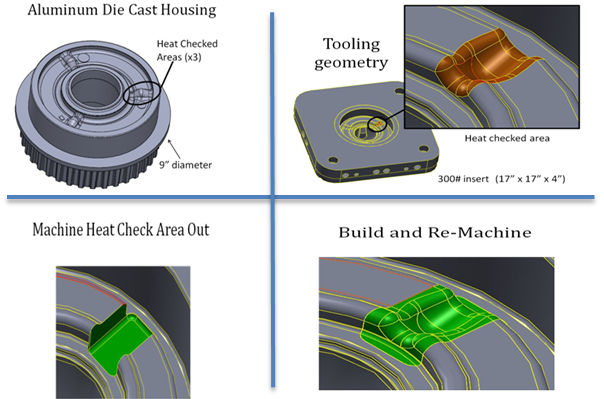 Aluminum Die Cast Housing
Heat Checked
Areas (x3)
9” diameter
Tooling
geometry
Heat checked area
300# insert (17” x 17” x 4”)
Machine Heat Check Area Out
Build and Re-Machine